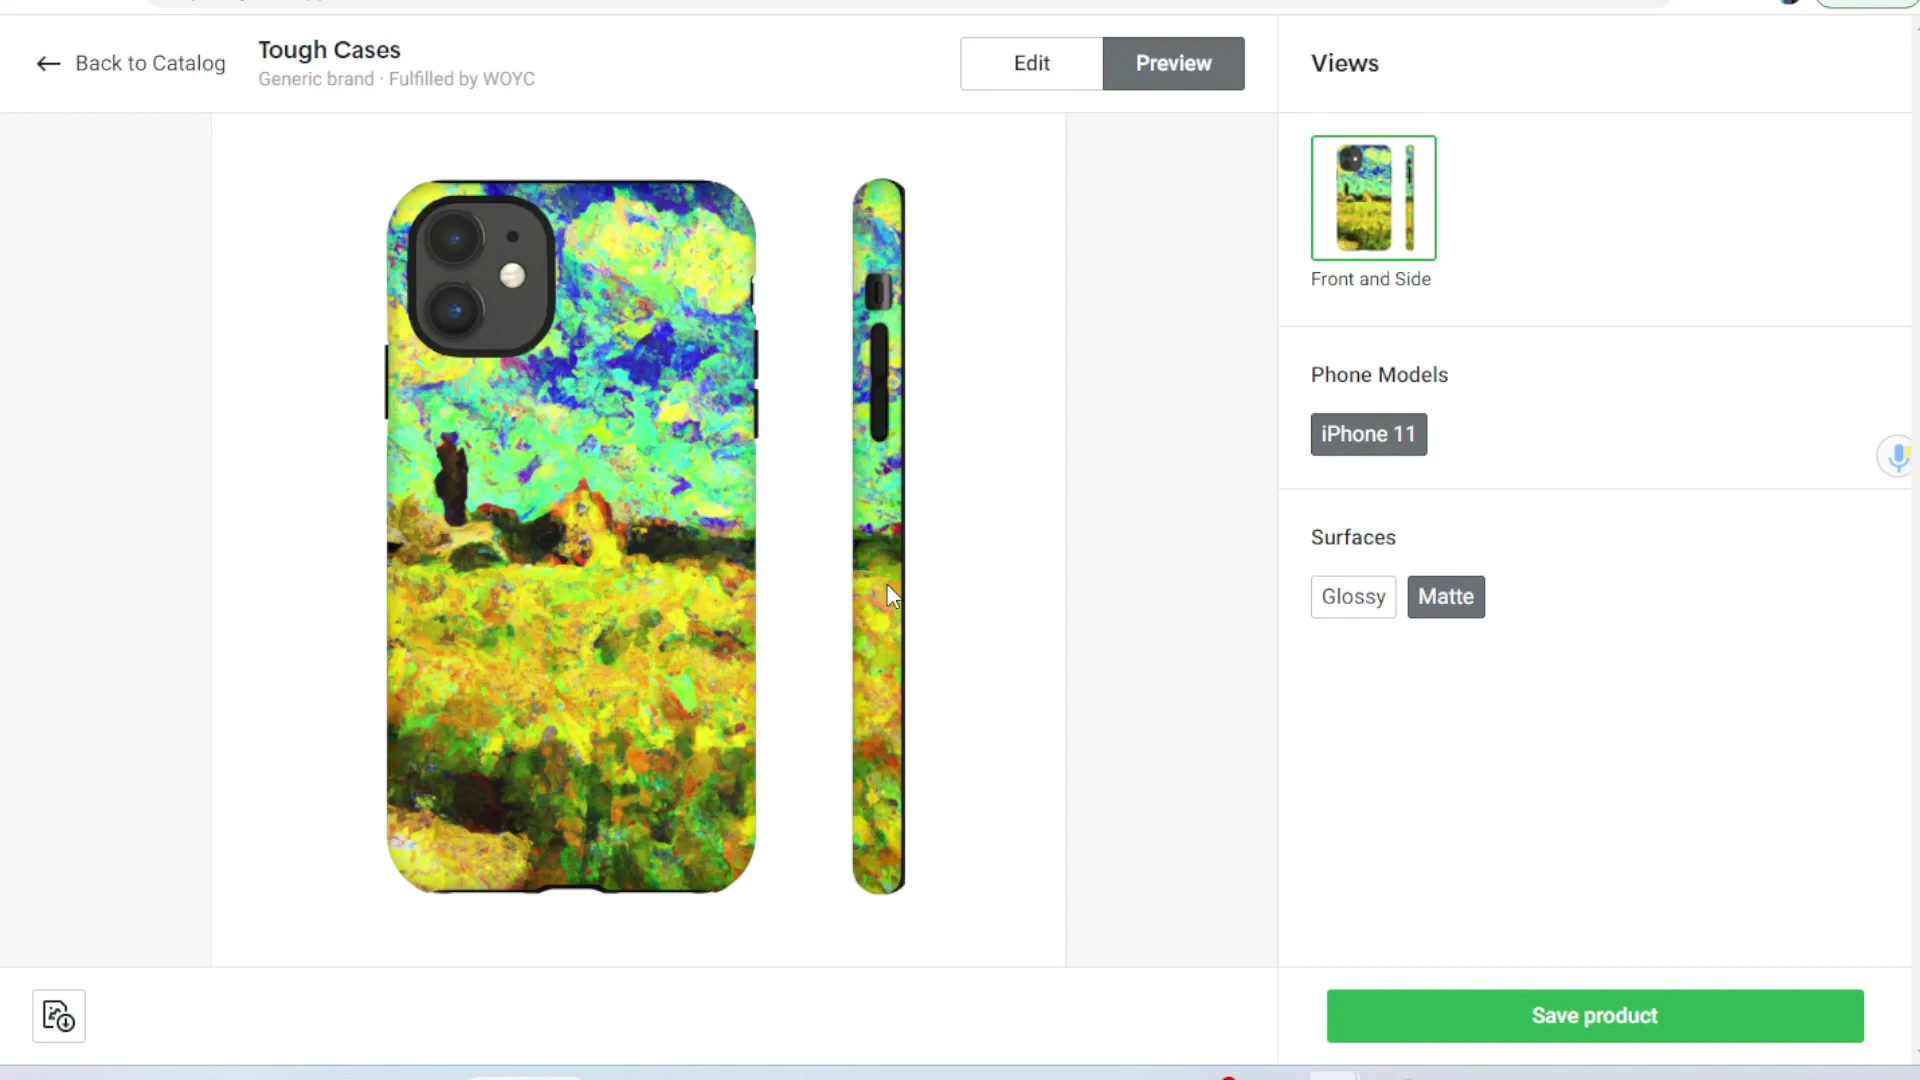 Back to Catalog
Tough Cases
Generic brand · Fulfilled by WOYC
Edit
Preview
Views
Front and Side
Phone Models
iPhone 11
Surfaces
Glossy
Matte
Save product